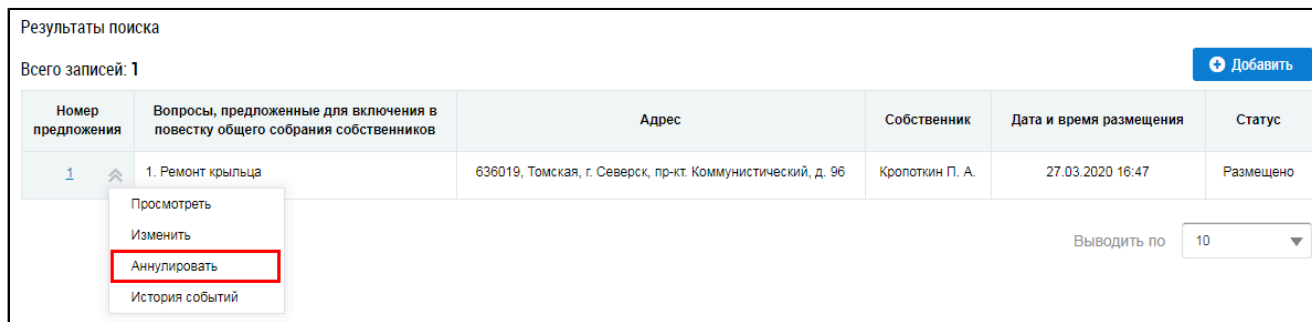 Результаты поиска
Всего записей: 1
Добавить
Номер предложения
Вопросы, предложенные для включения в повестку общего собрания собственников
Адрес
Собственник
Дата и время размещения
Статус
1
1. Ремонт крыльца
636019, Томская, г. Северск, пр-кт. Коммунистический, д. 96
Кропоткин П. А.
27.03.2020 16:47
Размещено
Просмотреть
Изменить
Аннулировать
История событий
Выводить по 10